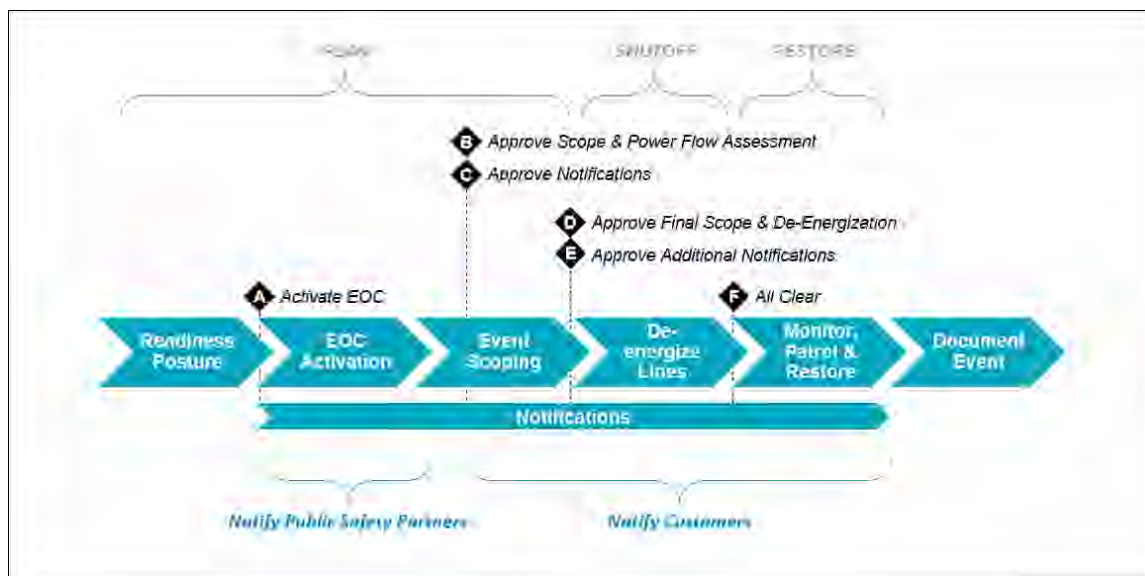 PLAN
SHUTOFF
RESTORE
B Approve Scope & Power Flow Assessment
C Approve Notifications
D Approve Final Scope & De-Energization
E Approve Additional Notifications
A Activate EOC
F All Clear
Readiness
Posture
EOC
Activation
Event
Scoping
De-
energize
Lines
Monitor,
Patrol &
Restore
Document
Event
Notifications
Notify Public Safety Partners
Notify Customers